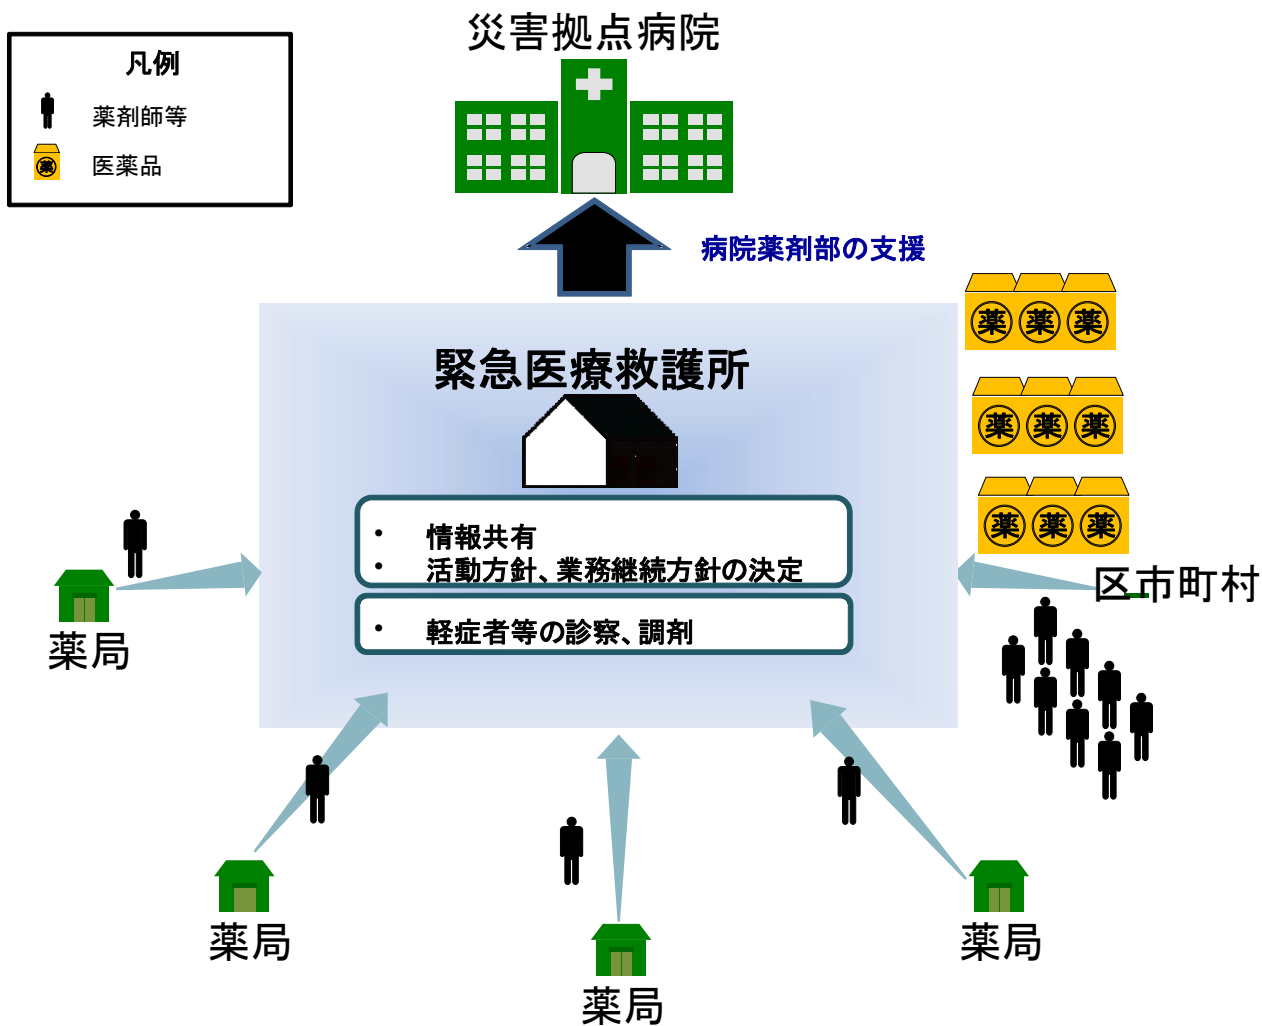 災害拠点病院
凡例
薬剤師等
薬
医薬品
病院薬剤部の支援
薬 薬 薬
緊急医療救護所
薬 薬 薬
薬 薬 薬
・ 情報共有
・ 活動方針、業務継続方針の決定
区市町村
・ 軽症者等の診察、調剤
薬局
薬局
薬局
薬局